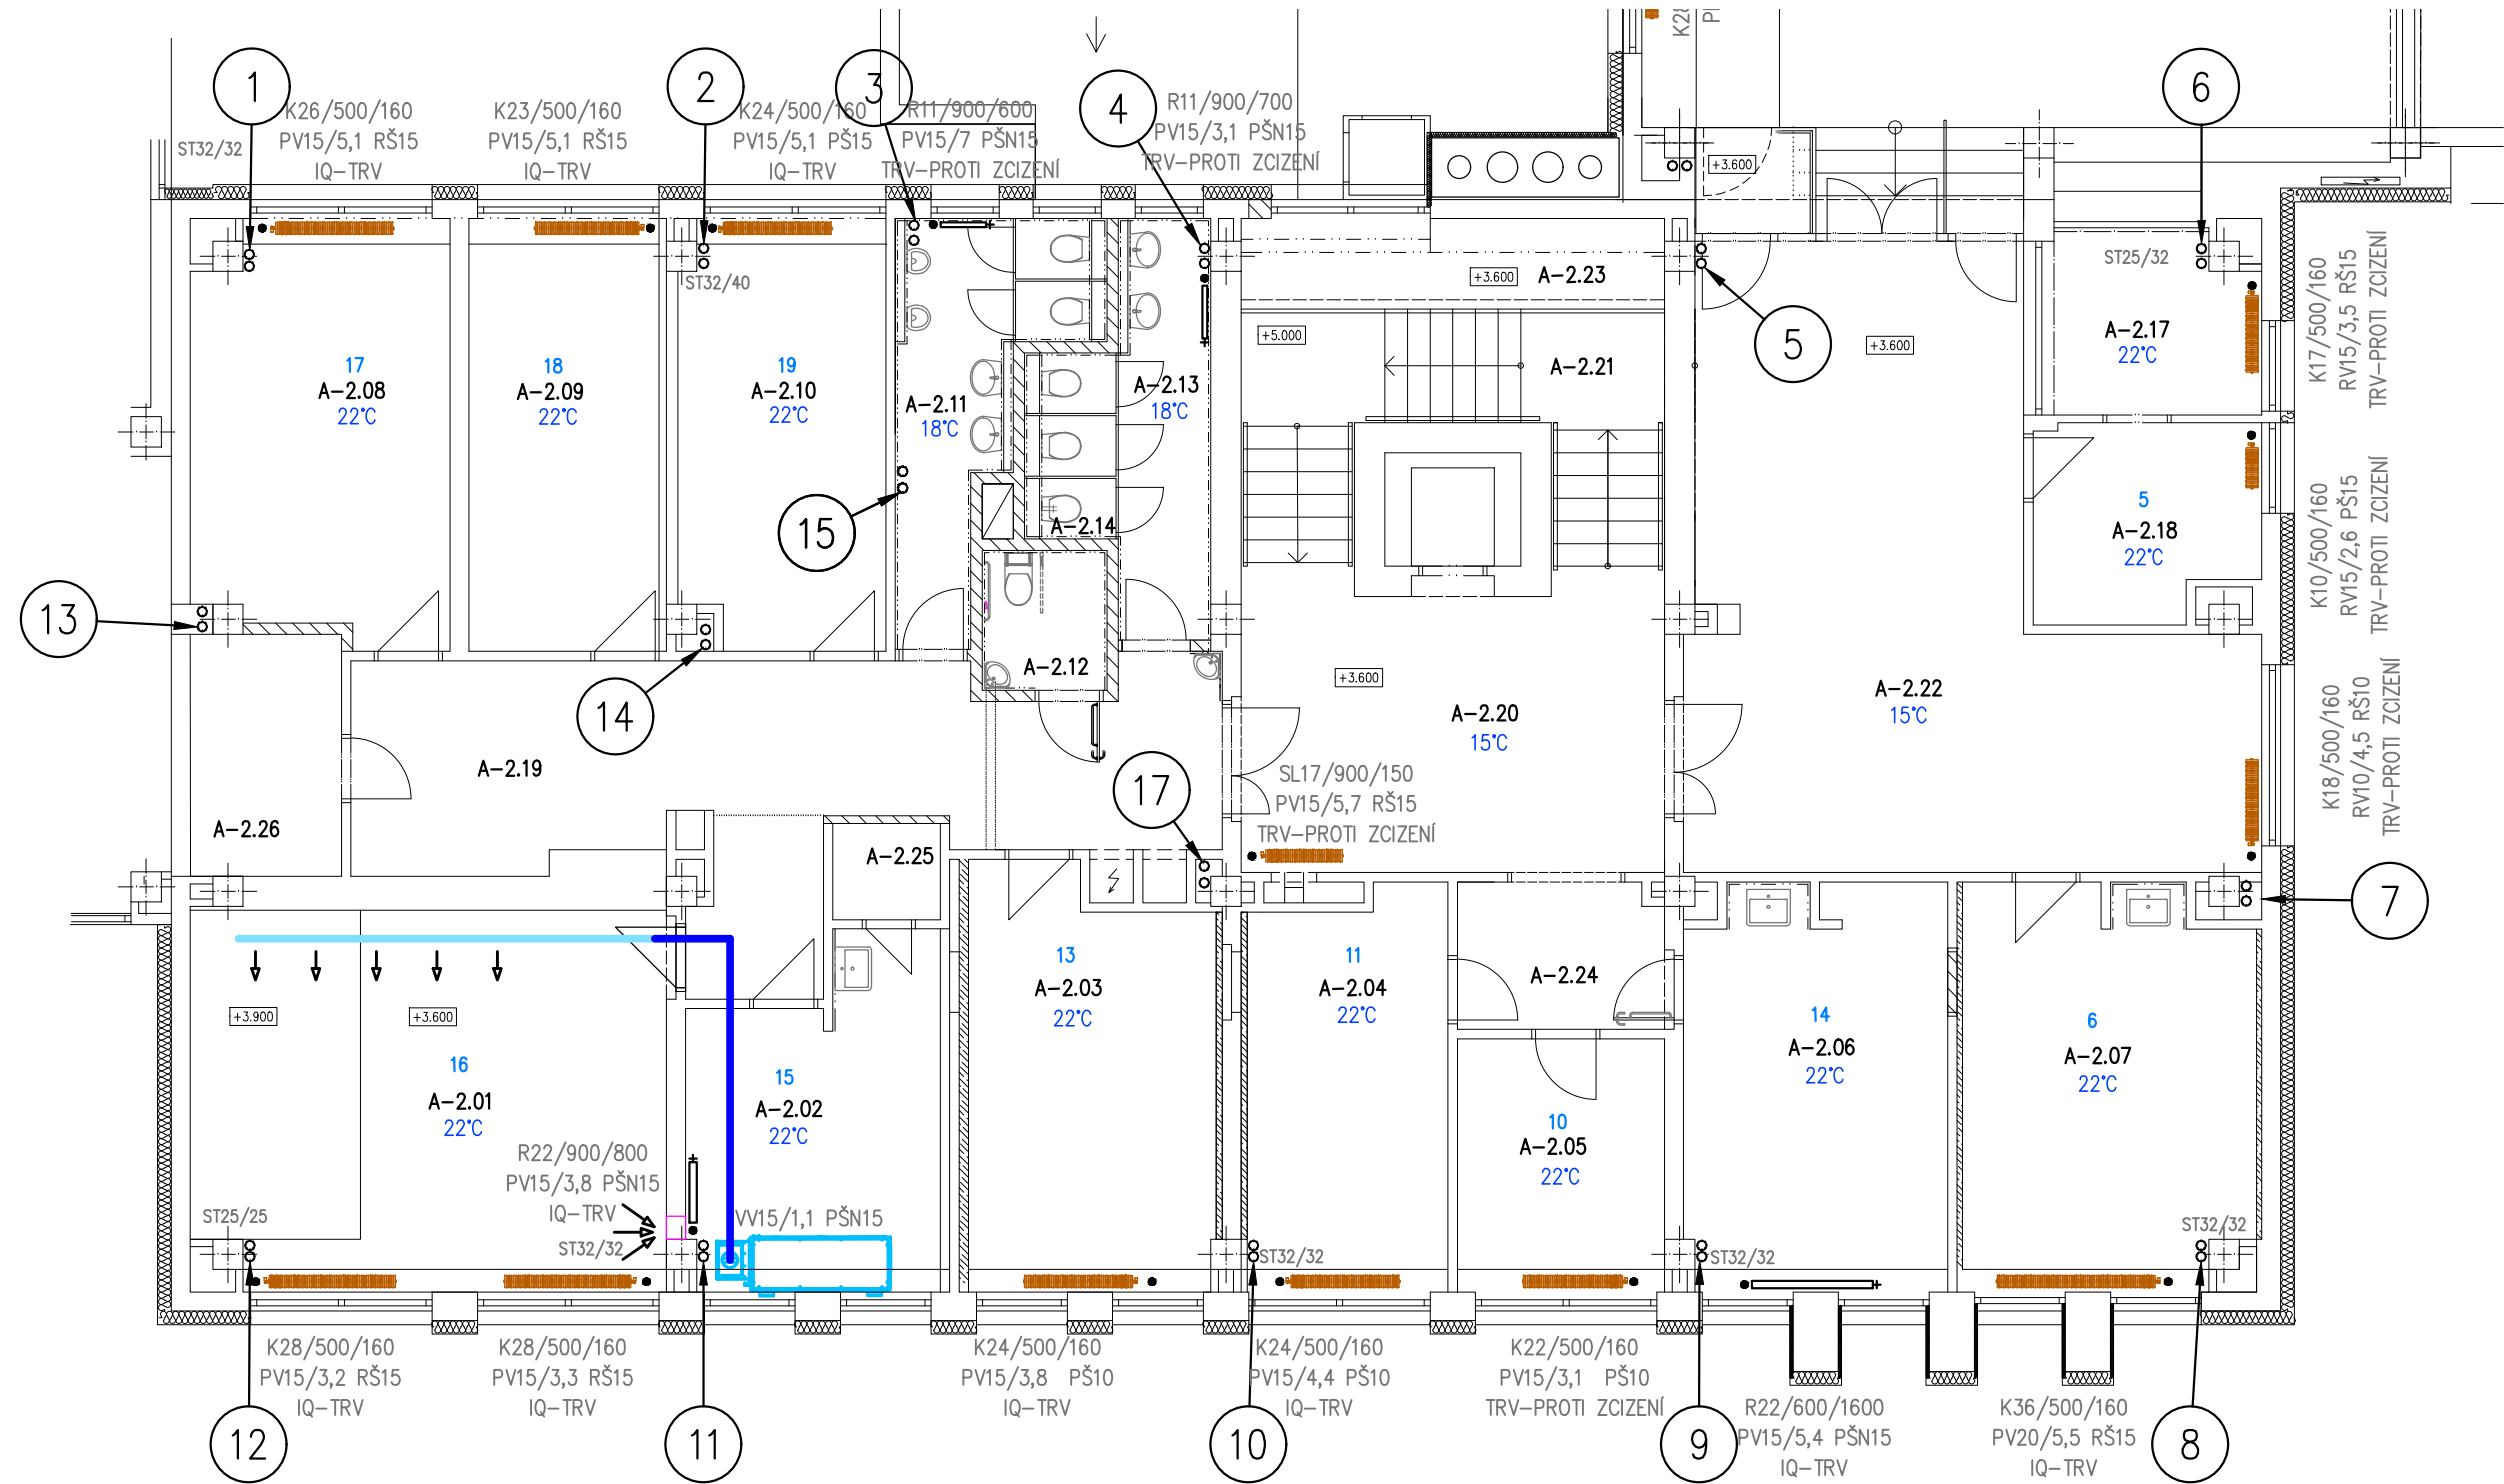 K28
1
2
3
4
6
K26/500/160
PV15/5,1 RŠ15
IQ-TRV
K23/500/160
PV15/5,1 RŠ15
IQ-TRV
K24/500/160
PV15/5,1 PŠ15
IQ-TRV
R11/900/600
PV15/7 PŠN15
TRV-PROTI ZCIZENÍ
R11/900/700
PV15/3,1 PŠN15
TRV-PROTI ZCIZENÍ
ST32/32
+3.600
ST32/40
ST25/32
+3.600
A-2.23
+5.000
5
+3.600
A-2.17
22°C
K17/500/160
RV15/3,5 RŠ15
TRV-PROTI ZCIZENÍ
17
A-2.08
22°C
18
A-2.09
22°C
19
A-2.10
22°C
A-2.11
18°C
A-2.13
18°C
A-2.21
15
A-2.14
5
A-2.18
22°C
K10/500/160
RV15/2,6 PŠ15
TRV-PROTI ZCIZENÍ
13
14
A-2.12
+3.600
A-2.20
15°C
A-2.22
15°C
K18/500/160
RV10/4,5 RŠ10
TRV-PROTI ZCIZENÍ
A-2.19
17
SL17/900/150
PV15/5,7 RŠ15
TRV-PROTI ZCIZENÍ
A-2.26
A-2.25
7
+3.900
+3.600
16
A-2.01
22°C
15
A-2.02
22°C
13
A-2.03
22°C
11
A-2.04
22°C
A-2.24
10
A-2.05
22°C
14
A-2.06
22°C
6
A-2.07
22°C
R22/900/800
PV15/3,8 PŠN15
IQ-TRV
ST32/32
ST25/25
VV15/1,1 PŠN15
ST32/32
ST32/32
ST32/32
K28/500/160
PV15/3,2 RŠ15
IQ-TRV
K28/500/160
PV15/3,3 RŠ15
IQ-TRV
K24/500/160
PV15/3,8 PŠ10
IQ-TRV
K24/500/160
PV15/4,4 PŠ10
IQ-TRV
K22/500/160
PV15/3,1 PŠ10
TRV-PROTI ZCIZENÍ
R22/600/1600
PV15/5,4 PŠN15
IQ-TRV
K36/500/160
PV20/5,5 RŠ15
IQ-TRV
12
11
10
9
8